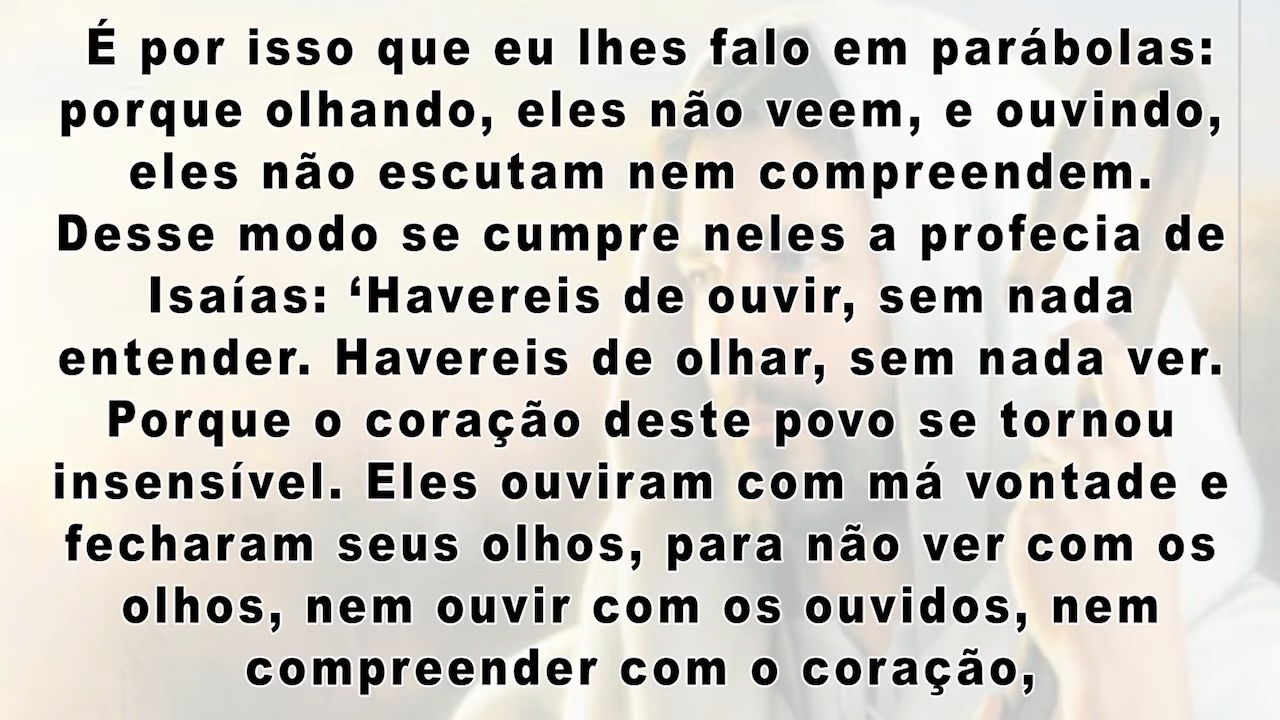 É por isso que eu lhes falo em parábolas:
porque olhando, eles não veem, e ouvindo,
eles não escutam nem compreendem.
Desse modo se cumpre neles a profecia de
Isaías: ‘Havereis de ouvir, sem nada
entender. Havereis de olhar, sem nada ver.
Porque o coração deste povo se tornou
insensível. Eles ouviram com má vontade e
fecharam seus olhos, para não ver com os
olhos, nem ouvir com os ouvidos, nem
compreender com o coração,